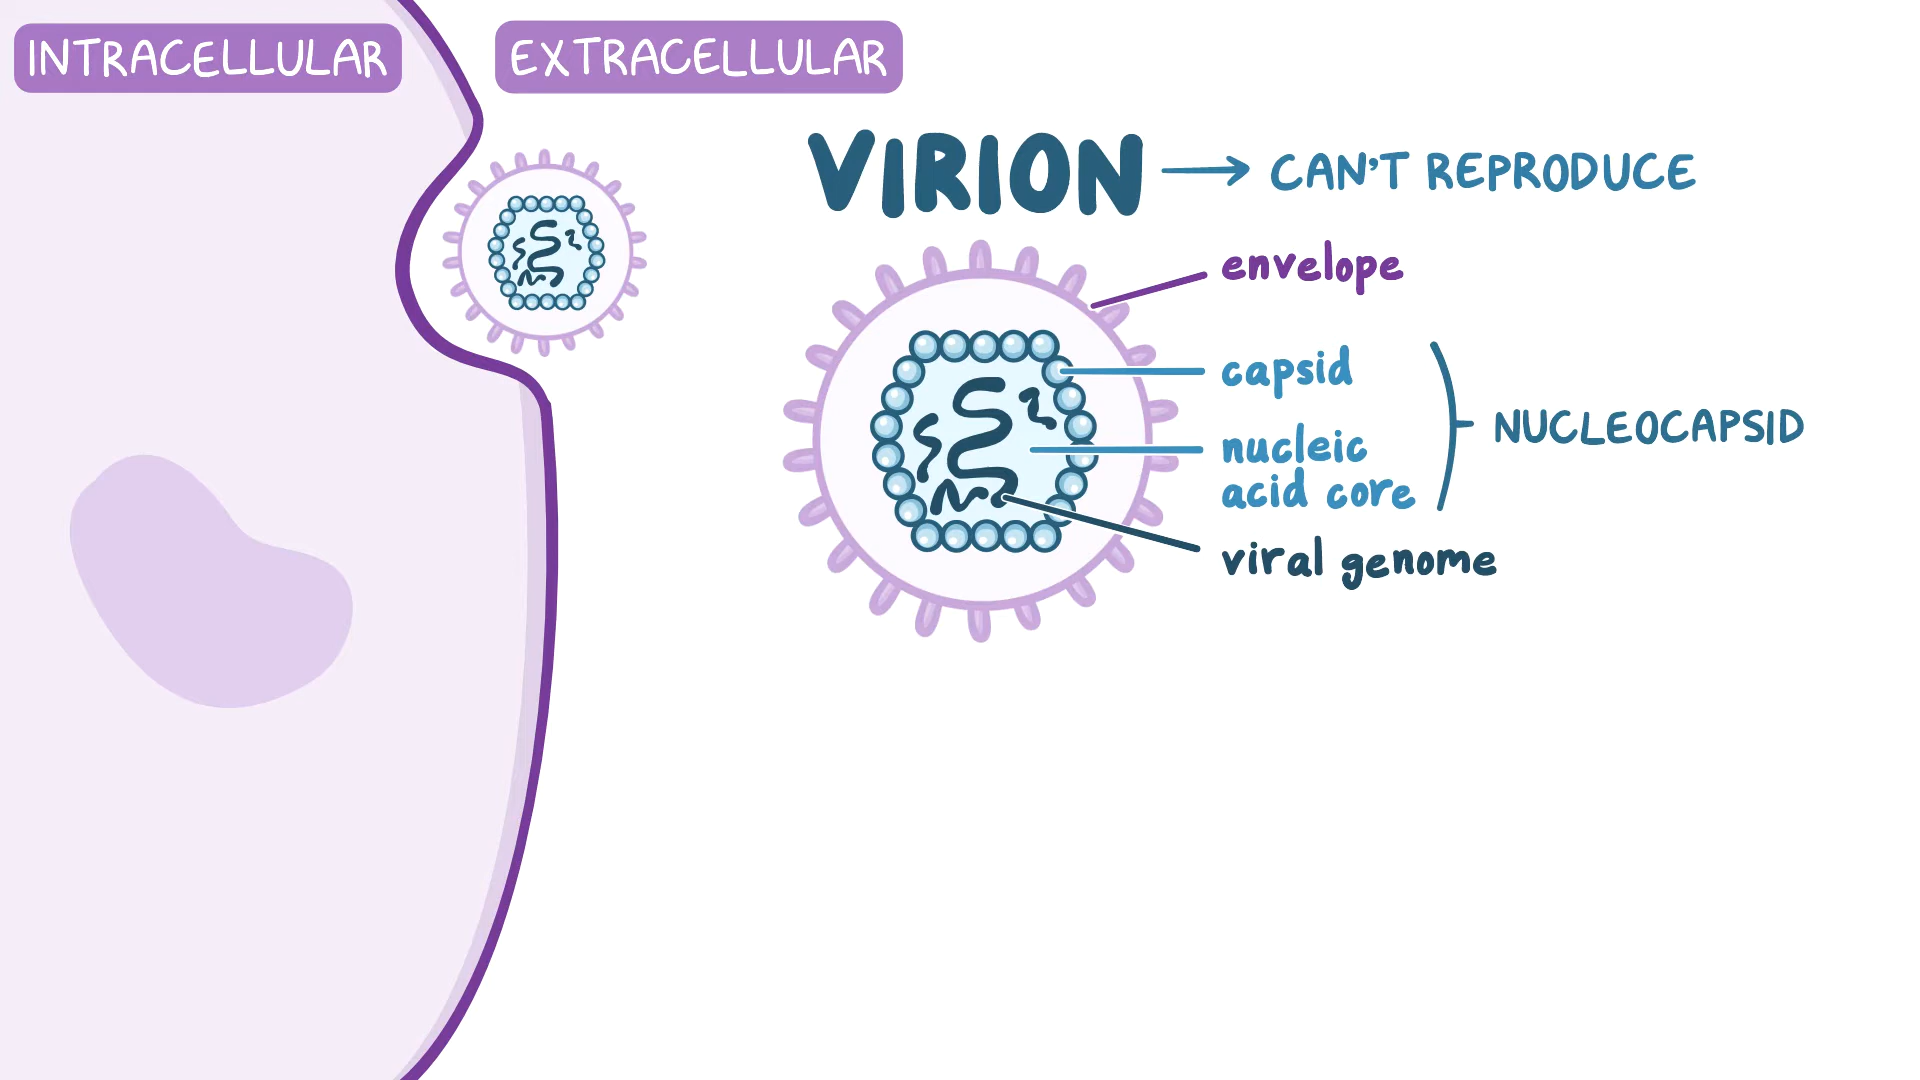 INTRACELLULAR
EXTRACELLULAR
VIRION → CAN'T REPRODUCE
envelope
capsid
nucleic
acid core
NUCLEOCAPSID
viral genome